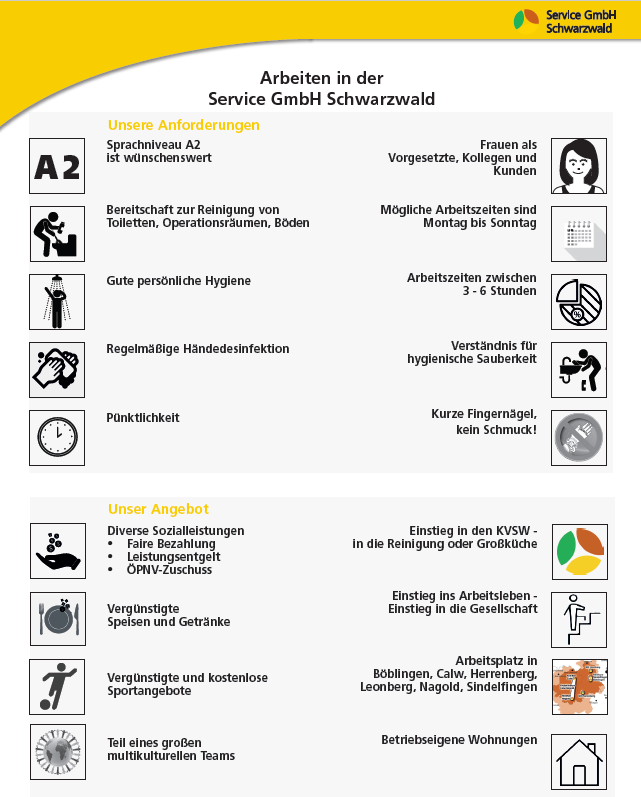 Service GmbH
Schwarzwald
Arbeiten in der
Service GmbH Schwarzwald
Unsere Anforderungen
A2
Sprachniveau A2
ist wünschenswert
Frauen als
Vorgesetzte, Kollegen und
Kunden
Bereitschaft zur Reinigung von
Toiletten, Operationsräumen, Böden
Mögliche Arbeitszeiten sind
Montag bis Sonntag
Gute persönliche Hygiene
Arbeitszeiten zwischen
3 - 6 Stunden
%
Regelmäßige Händedesinfektion
Verständnis für
hygienische Sauberkeit
Pünktlichkeit
Kurze Fingernägel,
kein Schmuck!
Unser Angebot
Diverse Sozialleistungen
• Faire Bezahlung
• Leistungsentgelt
• ÖPNV-Zuschuss
Einstieg in den KVSW -
in die Reinigung oder Großküche
Vergünstigte
Speisen und Getränke
Einstieg ins Arbeitsleben -
Einstieg in die Gesellschaft
Vergünstigte und kostenlose
Sportangebote
Arbeitsplatz in
Böblingen, Calw, Herrenberg,
Leonberg, Nagold, Sindelfingen
Teil eines großen
multikulturellen Teams
Betriebseigene Wohnungen